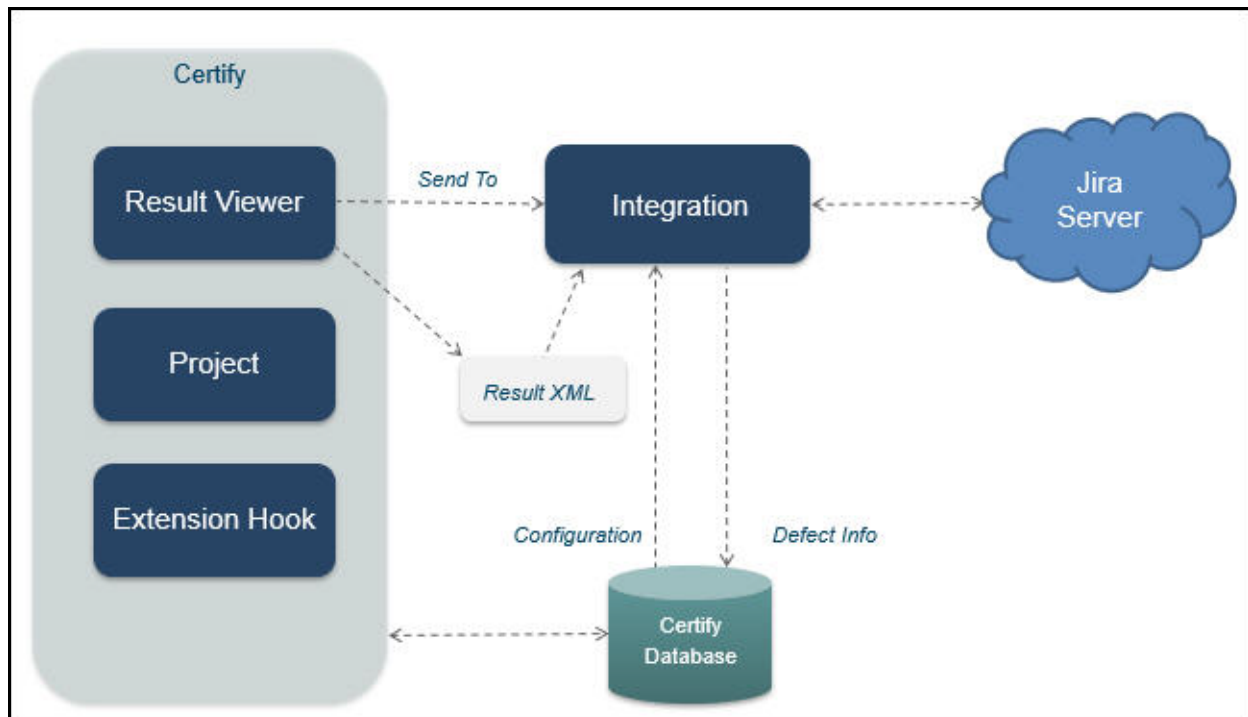 Certify
Result Viewer
Send To
Integration
Jira
Server
Project
Result XML
Extension Hook
Configuration
Defect Info
Certify
Database